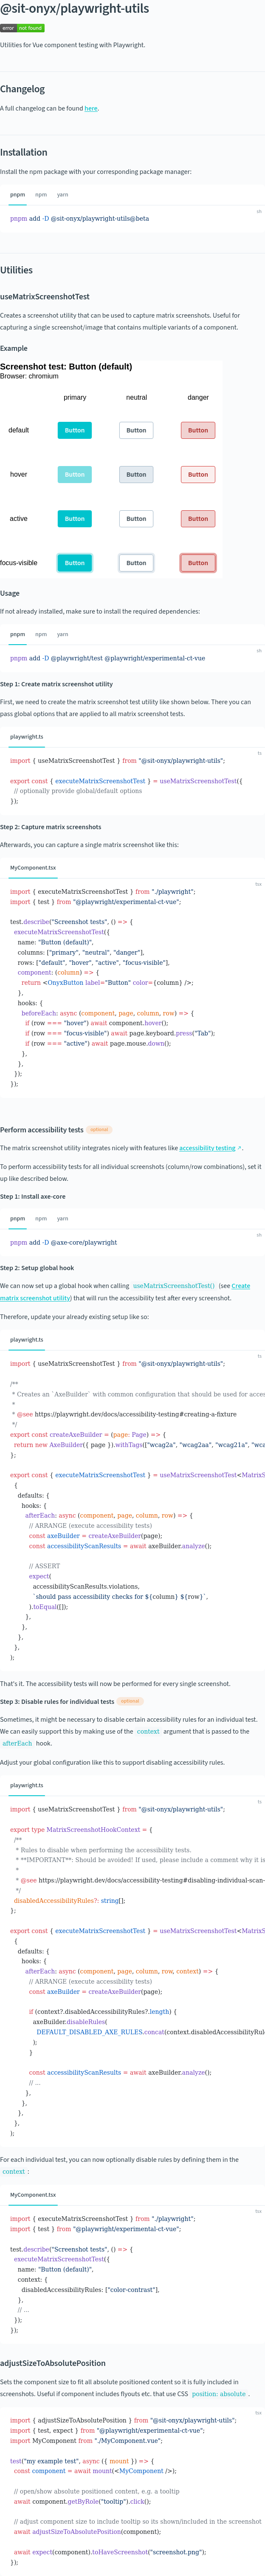 @sit-onyx/playwright-utils
error not found
Utilities for Vue component testing with Playwright.
Changelog
A full changelog can be found here.
Installation
Install the npm package with your corresponding package manager:
pnpm npm yarn
sh
pnpm add -D @sit-onyx/playwright-utils@beta
Utilities
useMatrixScreenshotTest
Creates a screenshot utility that can be used to capture matrix screenshots. Useful for
capturing a single screenshot/image that contains multiple variants of a component.
Example
Screenshot test: Button (default)
Browser: chromium
primary neutral danger
default Button Button Button
hover Button Button Button
active Button Button Button
focus-visible Button Button Button
Usage
If not already installed, make sure to install the required dependencies:
pnpm npm yarn
sh
pnpm add -D @playwright/test @playwright/experimental-ct-vue
Step 1: Create matrix screenshot utility
First, we need to create the matrix screenshot test utility like shown below. There you can
pass global options that are applied to all matrix screenshot tests.
playwright.ts
ts
import { useMatrixScreenshotTest } from "@sit-onyx/playwright-utils";
export const { executeMatrixScreenshotTest } = useMatrixScreenshotTest({
// optionally provide global/default options
});
Step 2: Capture matrix screenshots
Afterwards, you can capture a single matrix screenshot like this:
MyComponent.tsx
tsx
import { executeMatrixScreenshotTest } from "./playwright";
import { test } from "@playwright/experimental-ct-vue";
test.describe("Screenshot tests", () => {
executeMatrixScreenshotTest({
name: "Button (default)",
columns: ["primary", "neutral", "danger"],
rows: ["default", "hover", "active", "focus-visible"],
component: (column) => {
return <OnyxButton label="Button" color={column} />;
},
hooks: {
beforeEach: async (component, page, column, row) => {
if (row === "hover") await component.hover();
if (row === "focus-visible") await page.keyboard.press("Tab");
if (row === "active") await page.mouse.down();
},
},
});
});
Perform accessibility tests optional
The matrix screenshot utility integrates nicely with features like accessibility testing ↗.
To perform accessibility tests for all individual screenshots (column/row combinations), set it
up like described below.
Step 1: Install axe-core
pnpm npm yarn
sh
pnpm add -D @axe-core/playwright
Step 2: Setup global hook
We can now set up a global hook when calling useMatrixScreenshotTest() (see Create
matrix screenshot utility) that will run the accessibility test after every screenshot.
Therefore, update your already existing setup like so:
playwright.ts
ts
import { useMatrixScreenshotTest } from "@sit-onyx/playwright-utils";
/**
* Creates an `AxeBuilder` with common configuration that should be used for acces
*
* @see https://playwright.dev/docs/accessibility-testing#creating-a-fixture
*/
export const createAxeBuilder = (page: Page) => {
return new AxeBuilder({ page }).withTags(["wcag2a", "wcag2aa", "wcag21a", "wca
};
export const { executeMatrixScreenshotTest } = useMatrixScreenshotTest<MatrixS
{
defaults: {
hooks: {
afterEach: async (component, page, column, row) => {
// ARRANGE (execute accessibility tests)
const axeBuilder = createAxeBuilder(page);
const accessibilityScanResults = await axeBuilder.analyze();
// ASSERT
expect(
accessibilityScanResults.violations,
`should pass accessibility checks for ${column} ${row}`,
).toEqual([]);
},
},
},
},
);
That's it. The accessibility tests will now be performed for every single screenshot.
Step 3: Disable rules for individual tests optional
Sometimes, it might be necessary to disable certain accessibility rules for an individual test.
We can easily support this by making use of the context argument that is passed to the
afterEach hook.
Adjust your global configuration like this to support disabling accessibility rules.
playwright.ts
ts
import { useMatrixScreenshotTest } from "@sit-onyx/playwright-utils";
export type MatrixScreenshotHookContext = {
/**
* Rules to disable when performing the accessibility tests.
* **IMPORTANT**: Should be avoided! If used, please include a comment why it is
*
* @see https://playwright.dev/docs/accessibility-testing#disabling-individual-scan-
*/
disabledAccessibilityRules?: string[];
};
export const { executeMatrixScreenshotTest } = useMatrixScreenshotTest<MatrixS
{
defaults: {
hooks: {
afterEach: async (component, page, column, row, context) => {
// ARRANGE (execute accessibility tests)
const axeBuilder = createAxeBuilder(page);
if (context?.disabledAccessibilityRules?.length) {
axeBuilder.disableRules(
DEFAULT_DISABLED_AXE_RULES.concat(context.disabledAccessibilityRul
);
}
const accessibilityScanResults = await axeBuilder.analyze();
// ...
},
},
},
},
);
For each individual test, you can now optionally disable rules by defining them in the
context :
MyComponent.tsx
tsx
import { executeMatrixScreenshotTest } from "./playwright";
import { test } from "@playwright/experimental-ct-vue";
test.describe("Screenshot tests", () => {
executeMatrixScreenshotTest({
name: "Button (default)",
context: {
disabledAccessibilityRules: ["color-contrast"],
},
// ...
});
});
adjustSizeToAbsolutePosition
Sets the component size to fit all absolute positioned content so it is fully included in
screenshots. Useful if component includes flyouts etc. that use CSS position: absolute .
tsx
import { adjustSizeToAbsolutePosition } from "@sit-onyx/playwright-utils";
import { test, expect } from "@playwright/experimental-ct-vue";
import MyComponent from "./MyComponent.vue";
test("my example test", async ({ mount }) => {
const component = await mount(<MyComponent />);
// open/show absolute positioned content, e.g. a tooltip
await component.getByRole("tooltip").click();
// adjust component size to include tooltip so its shown/included in the screenshot
await adjustSizeToAbsolutePosition(component);
await expect(component).toHaveScreenshot("screenshot.png");
});